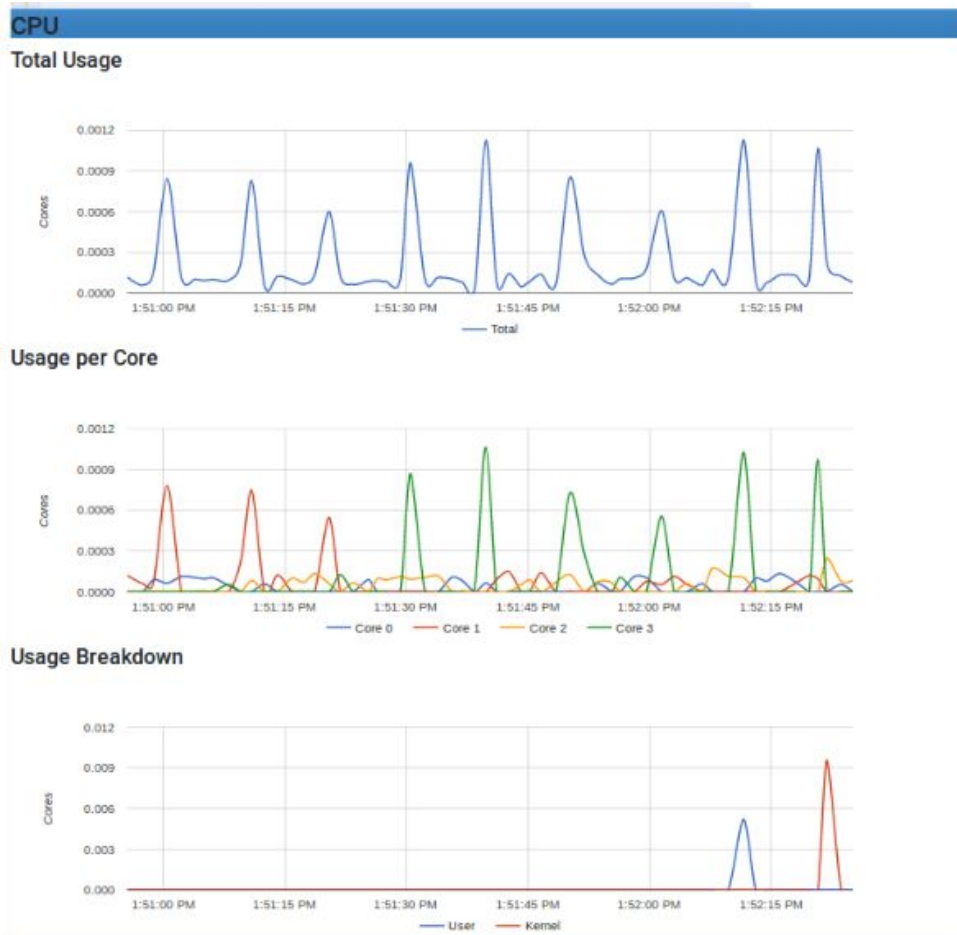 CPU
Total Usage
0.0012
0.0009
0.0006
0.0003
0.0000
Cores
1:51:00 PM 1:51:15 PM 1:51:30 PM 1:51:45 PM 1:52:00 PM 1:52:15 PM
Total
Usage per Core
0.0012
0.0009
0.0006
0.0003
0.0000
Cores
1:51:00 PM 1:51:15 PM 1:51:30 PM 1:51:45 PM 1:52:00 PM 1:52:15 PM
Core 0 Core 1 Core 2 Core 3
Usage Breakdown
0.012
0.009
0.006
0.003
0.000
Cores
1:51:00 PM 1:51:15 PM 1:51:30 PM 1:51:45 PM 1:52:00 PM 1:52:15 PM
User Kernel